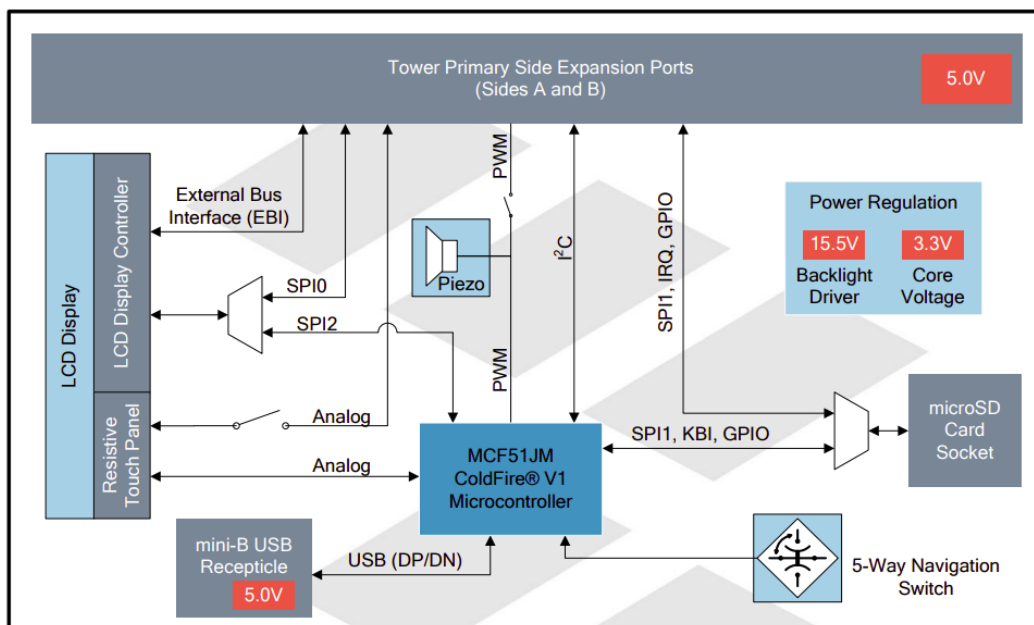 Tower Primary Side Expansion Ports
(Sides A and B)
5.0V
PWM
I²C
SPI1, IRQ, GPIO
LCD Display
LCD Display Controller
External Bus
Interface (EBI)
Piezo
Power Regulation
15.5V
3.3V
Backlight
Driver
Core
Voltage
SPI0
SPI2
PWM
Resistive
Touch Panel
Analog
Analog
MCF51JM
ColdFire® V1
Microcontroller
SPI1, KBI, GPIO
microSD
Card
Socket
mini-B USB
Recepticle
5.0V
USB (DP/DN)
5-Way Navigation
Switch